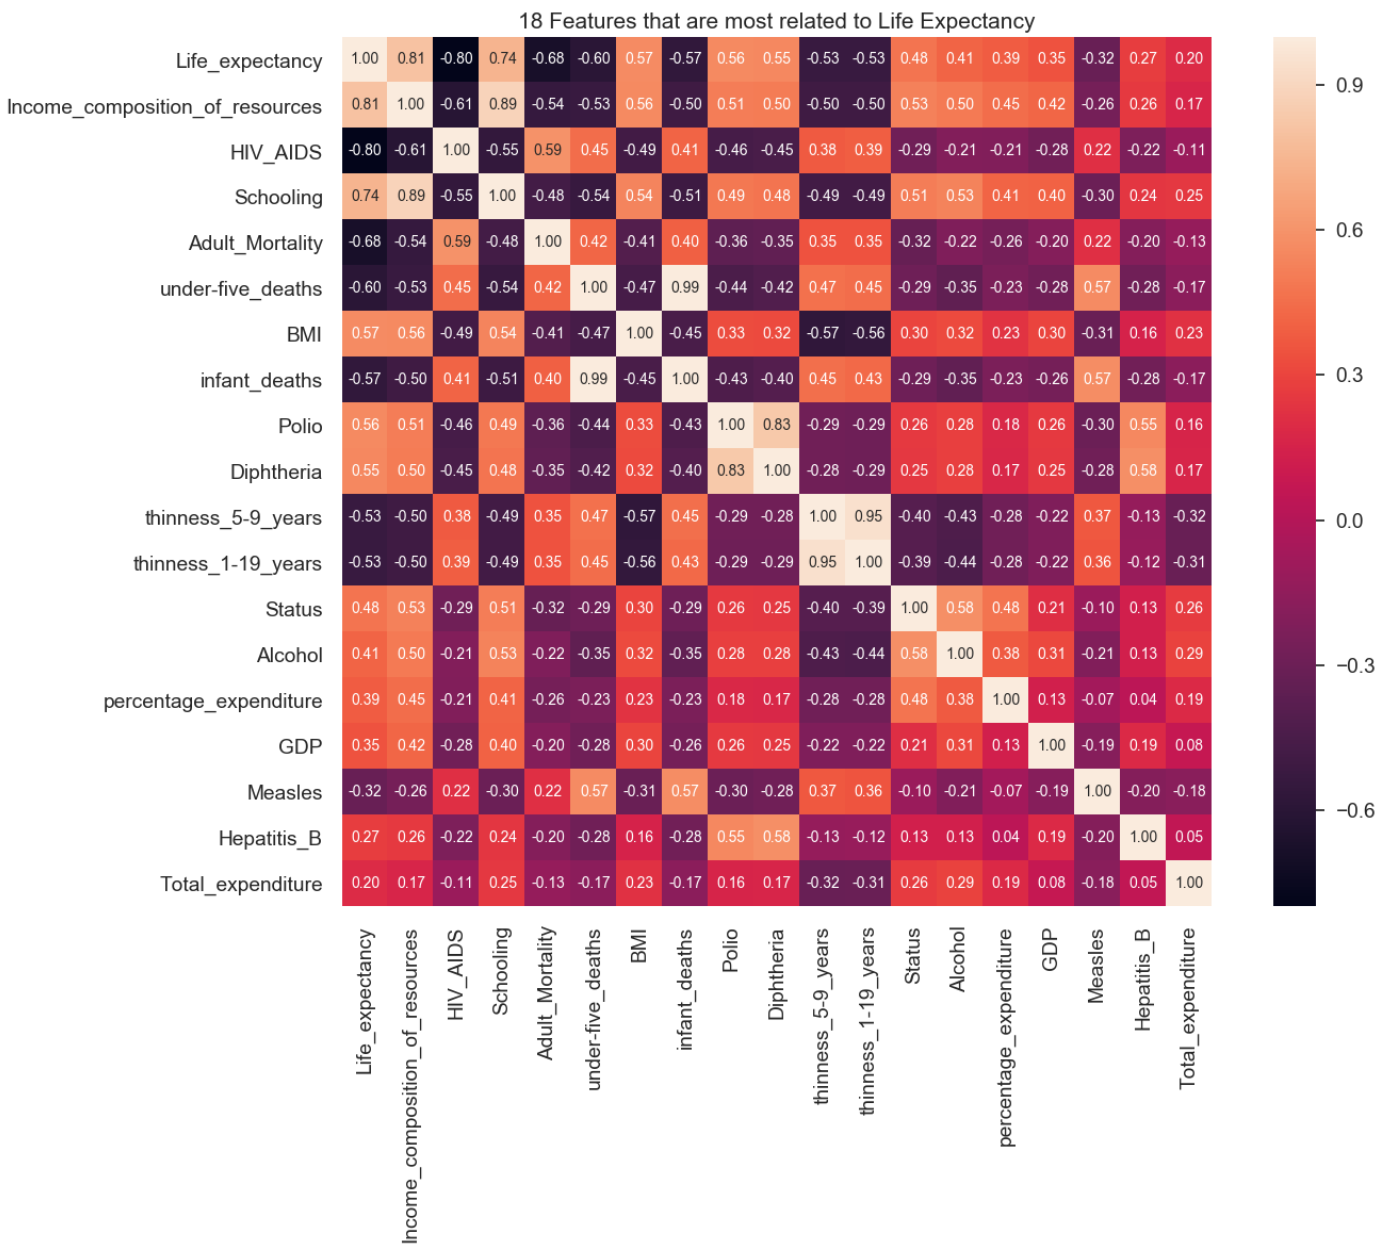 18 Features that are most related to Life Expectancy
Life_expectancy 1.00 0.81 -0.80 0.74 -0.68 -0.60 0.57 -0.57 0.56 0.55 -0.53 -0.53 0.48 0.41 0.39 0.35 -0.32 0.27 0.20
Income_composition_of_resources 0.81 1.00 -0.61 0.89 -0.54 -0.53 0.56 -0.50 0.51 0.50 -0.50 -0.50 0.53 0.50 0.45 0.42 -0.26 0.26 0.17
HIV_AIDS -0.80 -0.61 1.00 -0.55 0.59 0.45 -0.49 0.41 -0.46 -0.45 0.38 0.39 -0.29 -0.21 -0.21 -0.28 0.22 -0.22 -0.11
Schooling 0.74 0.89 -0.55 1.00 -0.48 -0.54 0.54 -0.51 0.49 0.48 -0.49 -0.49 0.51 0.53 0.41 0.40 -0.30 0.24 0.25
Adult_Mortality -0.68 -0.54 0.59 -0.48 1.00 0.42 -0.41 0.40 -0.36 -0.35 0.35 0.35 -0.32 -0.22 -0.26 -0.20 0.22 -0.20 -0.13
under-five_deaths -0.60 -0.53 0.45 -0.54 0.42 1.00 -0.47 0.99 -0.44 -0.42 0.47 0.45 -0.29 -0.35 -0.23 -0.28 0.57 -0.28 -0.17
BMI 0.57 0.56 -0.49 0.54 -0.41 -0.47 1.00 -0.45 0.33 0.32 -0.57 -0.56 0.30 0.32 0.23 0.30 -0.31 0.16 0.23
infant_deaths -0.57 -0.50 0.41 -0.51 0.40 0.99 -0.45 1.00 -0.43 -0.40 0.45 0.43 -0.29 -0.35 -0.23 -0.26 0.57 -0.28 -0.17
Polio 0.56 0.51 -0.46 0.49 -0.36 -0.44 0.33 -0.43 1.00 0.83 -0.29 -0.29 0.26 0.28 0.18 0.26 -0.30 0.55 0.16
Diphtheria 0.55 0.50 -0.45 0.48 -0.35 -0.42 0.32 -0.40 0.83 1.00 -0.28 -0.29 0.25 0.28 0.17 0.25 -0.28 0.58 0.17
thinness_5-9_years -0.53 -0.50 0.38 -0.49 0.35 0.47 -0.57 0.45 -0.29 -0.28 1.00 0.95 -0.40 -0.43 -0.28 -0.22 0.37 -0.13 -0.32
thinness_1-19_years -0.53 -0.50 0.39 -0.49 0.35 0.45 -0.56 0.43 -0.29 -0.29 0.95 1.00 -0.39 -0.44 -0.28 -0.22 0.36 -0.12 -0.31
Status 0.48 0.53 -0.29 0.51 -0.32 -0.29 0.30 -0.29 0.26 0.25 -0.40 -0.39 1.00 0.58 0.48 0.21 -0.10 0.13 0.26
Alcohol 0.41 0.50 -0.21 0.53 -0.22 -0.35 0.32 -0.35 0.28 0.28 -0.43 -0.44 0.58 1.00 0.38 0.31 -0.21 0.13 0.29
percentage_expenditure 0.39 0.45 -0.21 0.41 -0.26 -0.23 0.23 -0.23 0.18 0.17 -0.28 -0.28 0.48 0.38 1.00 0.13 -0.07 0.04 0.19
GDP 0.35 0.42 -0.28 0.40 -0.20 -0.28 0.30 -0.26 0.26 0.25 -0.22 -0.22 0.21 0.31 0.13 1.00 -0.19 0.19 0.08
Measles -0.32 -0.26 0.22 -0.30 0.22 0.57 -0.31 0.57 -0.30 -0.28 0.37 0.36 -0.10 -0.21 -0.07 -0.19 1.00 -0.20 -0.18
Hepatitis_B 0.27 0.26 -0.22 0.24 -0.20 -0.28 0.16 -0.28 0.55 0.58 -0.13 -0.12 0.13 0.13 0.04 0.19 -0.20 1.00 0.05
Total_expenditure 0.20 0.17 -0.11 0.25 -0.13 -0.17 0.23 -0.17 0.16 0.17 -0.32 -0.31 0.26 0.29 0.19 0.08 -0.18 0.05 1.00
Life_expectancy
Income_composition_of_resources
HIV_AIDS
Schooling
Adult_Mortality
under-five_deaths
BMI
infant_deaths
Polio
Diphtheria
thinness_5-9_years
thinness_1-19_years
Status
Alcohol
percentage_expenditure
GDP
Measles
Hepatitis_B
Total_expenditure
0.9
0.6
0.3
0.0
−0.3
−0.6